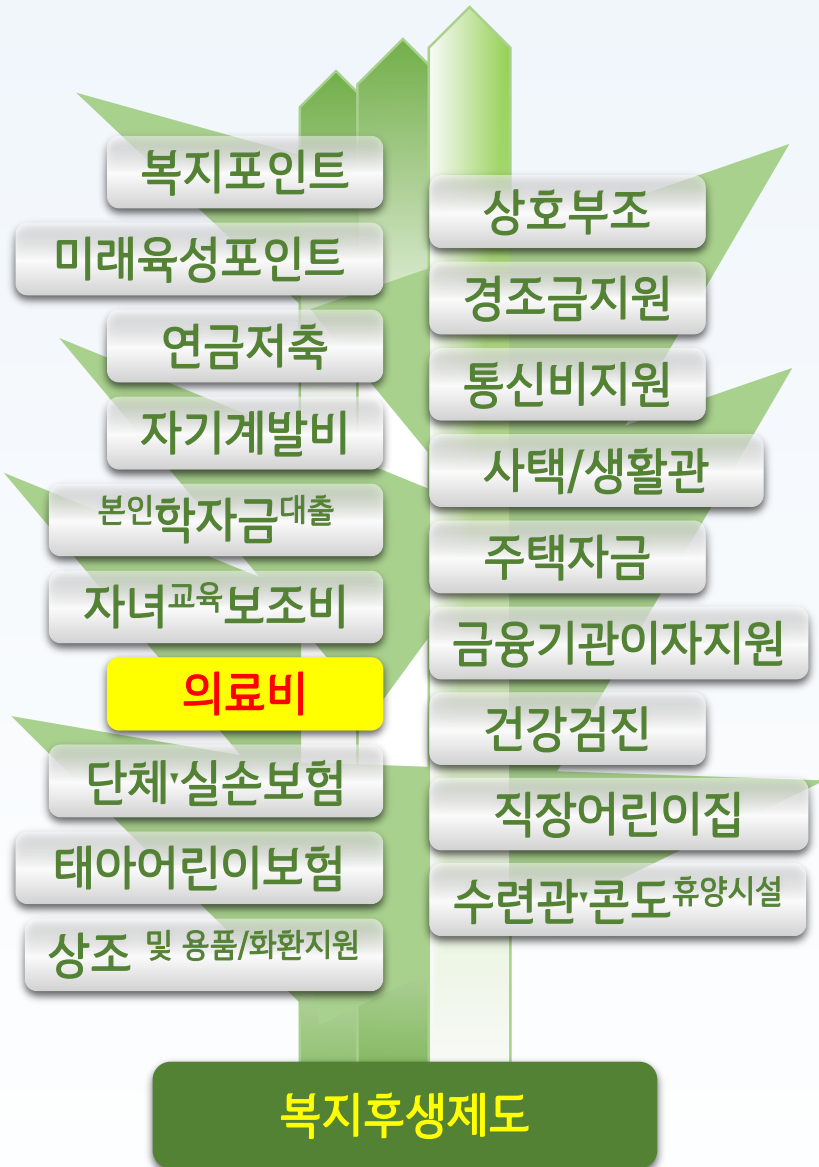 복지포인트
미래육성포인트
연금저축
자기계발비
본인학자금대출
자녀교육보조비
의료비
단체▾실손보험
태아어린이보험
상조 및 용품/화환지원
상호부조
경조금지원
통신비지원
사택/생활관
주택자금
금융기관이자지원
건강검진
직장어린이집
수련관▾콘도휴양시설
복지후생제도